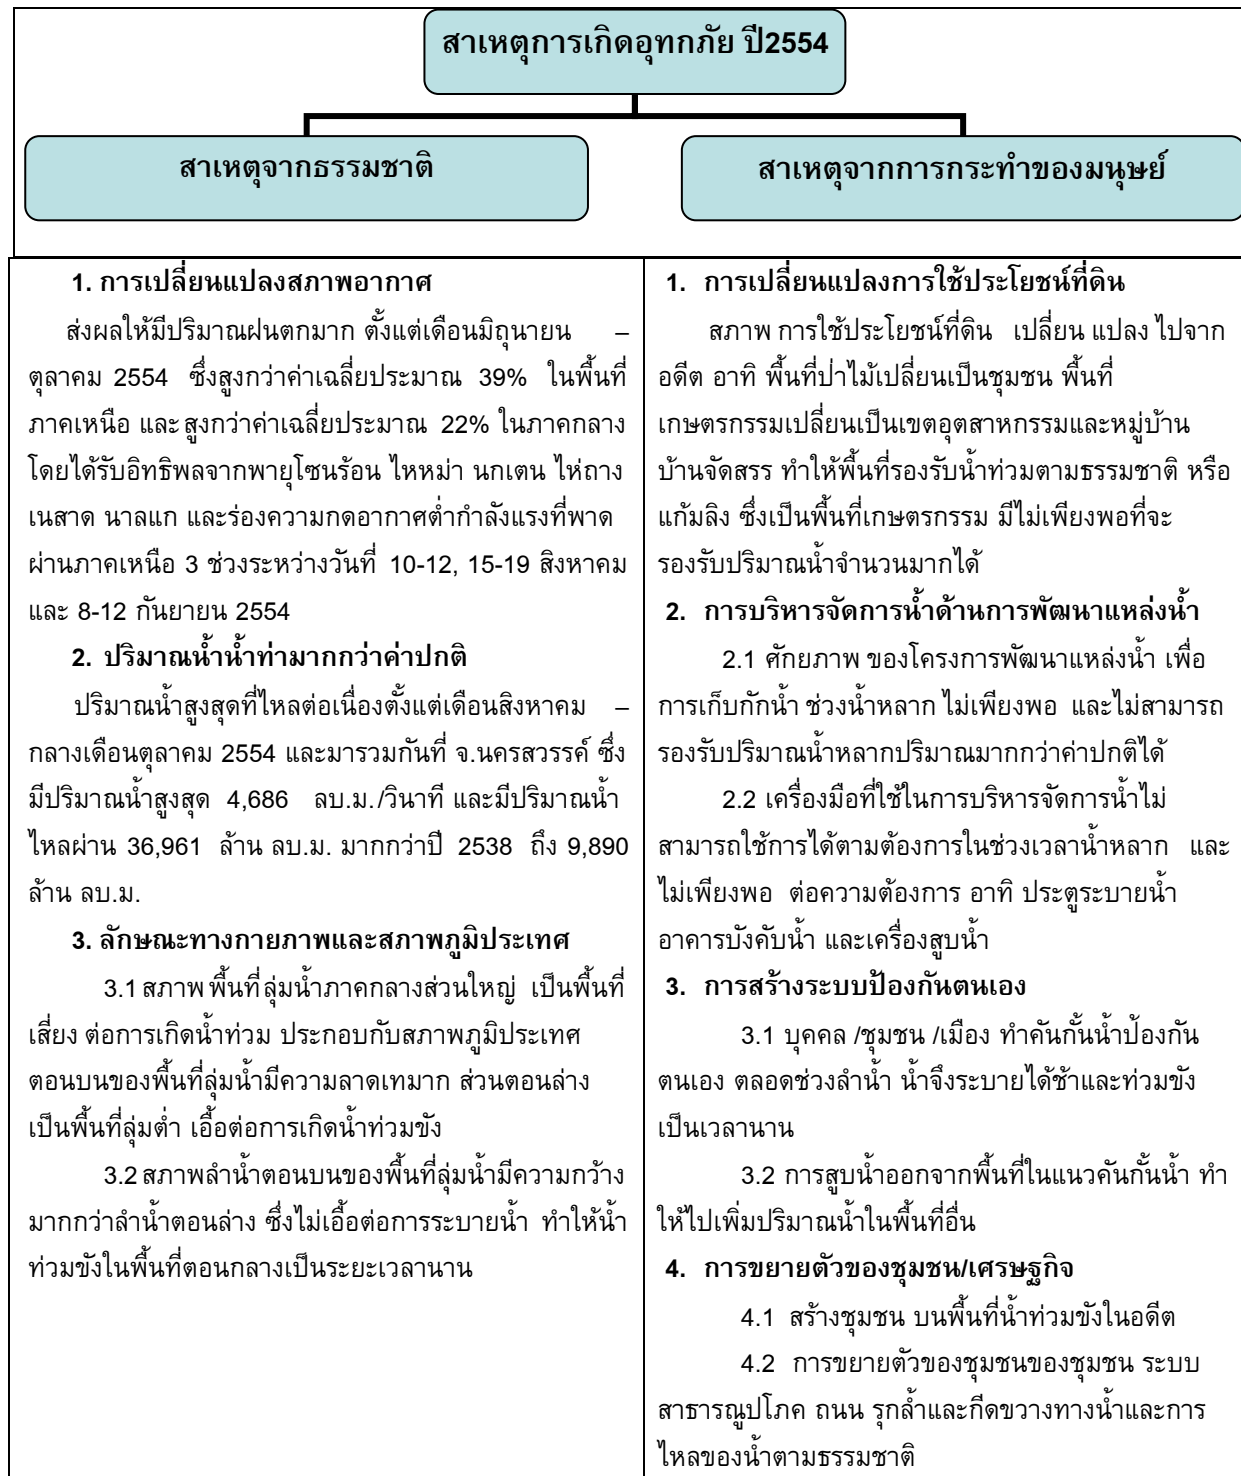 สาเหตุการเกิดอุทกภัย ปี2554
สาเหตุจากธรรมชาติ
สาเหตุจากการกระทำของมนุษย์
1. การเปลี่ยนแปลงสภาพอากาศ
ส่งผลให้มีปริมาณฝนตกมาก ตั้งแต่เดือนมิถุนายน –
ตุลาคม 2554 ซึ่งสูงกว่าค่าเฉลี่ยประมาณ 39% ในพื้นที่
ภาคเหนือ และสูงกว่าค่าเฉลี่ยประมาณ 22% ในภาคกลาง
โดยได้รับอิทธิพลจากพายุโซนร้อน ไหหม่า นกเตน ไห่ถาง
เนสาด นาลแก และร่องความกดอากาศต่ำกำลังแรงที่พาด
ผ่านภาคเหนือ 3 ช่วงระหว่างวันที่ 10-12, 15-19 สิงหาคม
และ 8-12 กันยายน 2554
2. ปริมาณน้ำน้ำท่ามากกว่าค่าปกติ
ปริมาณน้ำสูงสุดที่ไหลต่อเนื่องตั้งแต่เดือนสิงหาคม –
กลางเดือนตุลาคม 2554 และมารวมกันที่ จ.นครสวรรค์ ซึ่ง
มีปริมาณน้ำสูงสุด 4,686 ลบ.ม./วินาที และมีปริมาณน้ำ
ไหลผ่าน 36,961 ล้าน ลบ.ม. มากกว่าปี 2538 ถึง 9,890
ล้าน ลบ.ม.
3. ลักษณะทางกายภาพและสภาพภูมิประเทศ
3.1 สภาพพื้นที่ลุ่มน้ำภาคกลางส่วนใหญ่ เป็นพื้นที่
เสี่ยง ต่อการเกิดน้ำท่วม ประกอบกับสภาพภูมิประเทศ
ตอนบนของพื้นที่ลุ่มน้ำมีความลาดเทมาก ส่วนตอนล่าง
เป็นพื้นที่ลุ่มต่ำ เอื้อต่อการเกิดน้ำท่วมขัง
3.2 สภาพลำน้ำตอนบนของพื้นที่ลุ่มน้ำมีความกว้าง
มากกว่าลำน้ำตอนล่าง ซึ่งไม่เอื้อต่อการระบายน้ำ ทำให้น้ำ
ท่วมขังในพื้นที่ตอนกลางเป็นระยะเวลานาน
1. การเปลี่ยนแปลงการใช้ประโยชน์ที่ดิน
สภาพ การใช้ประโยชน์ที่ดิน เปลี่ยน แปลง ไปจาก
อดีต อาทิ พื้นที่ป่าไม้เปลี่ยนเป็นชุมชน พื้นที่
เกษตรกรรมเปลี่ยนเป็นเขตอุตสาหกรรมและหมู่บ้าน
บ้านจัดสรร ทำให้พื้นที่รองรับน้ำท่วมตามธรรมชาติ หรือ
แก้มลิง ซึ่งเป็นพื้นที่เกษตรกรรม มีไม่เพียงพอที่จะ
รองรับปริมาณน้ำจำนวนมากได้
2. การบริหารจัดการน้ำด้านการพัฒนาแหล่งน้ำ
2.1 ศักยภาพ ของโครงการพัฒนาแหล่งน้ำ เพื่อ
การเก็บกักน้ำ ช่วงน้ำหลาก ไม่เพียงพอ และไม่สามารถ
รองรับปริมาณน้ำหลากปริมาณมากกว่าค่าปกติได้
2.2 เครื่องมือที่ใช้ในการบริหารจัดการน้ำไม่
สามารถใช้การได้ตามต้องการในช่วงเวลาน้ำหลาก และ
ไม่เพียงพอ ต่อความต้องการ อาทิ ประตูระบายน้ำ
อาคารบังคับน้ำ และเครื่องสูบน้ำ
3. การสร้างระบบป้องกันตนเอง
3.1 บุคคล /ชุมชน /เมือง ทำคันกั้นน้ำป้องกัน
ตนเอง ตลอดช่วงลำน้ำ น้ำจึงระบายได้ช้าและท่วมขัง
เป็นเวลานาน
3.2 การสูบน้ำออกจากพื้นที่ในแนวคันกั้นน้ำ ทำ
ให้ไปเพิ่มปริมาณน้ำในพื้นที่อื่น
4. การขยายตัวของชุมชน/เศรษฐกิจ
4.1 สร้างชุมชน บนพื้นที่น้ำท่วมขังในอดีต
4.2 การขยายตัวของชุมชนของชุมชน ระบบ
สาธารณูปโภค ถนน รุกล้ำและกีดขวางทางน้ำและการ
ไหลของน้ำตามธรรมชาติ